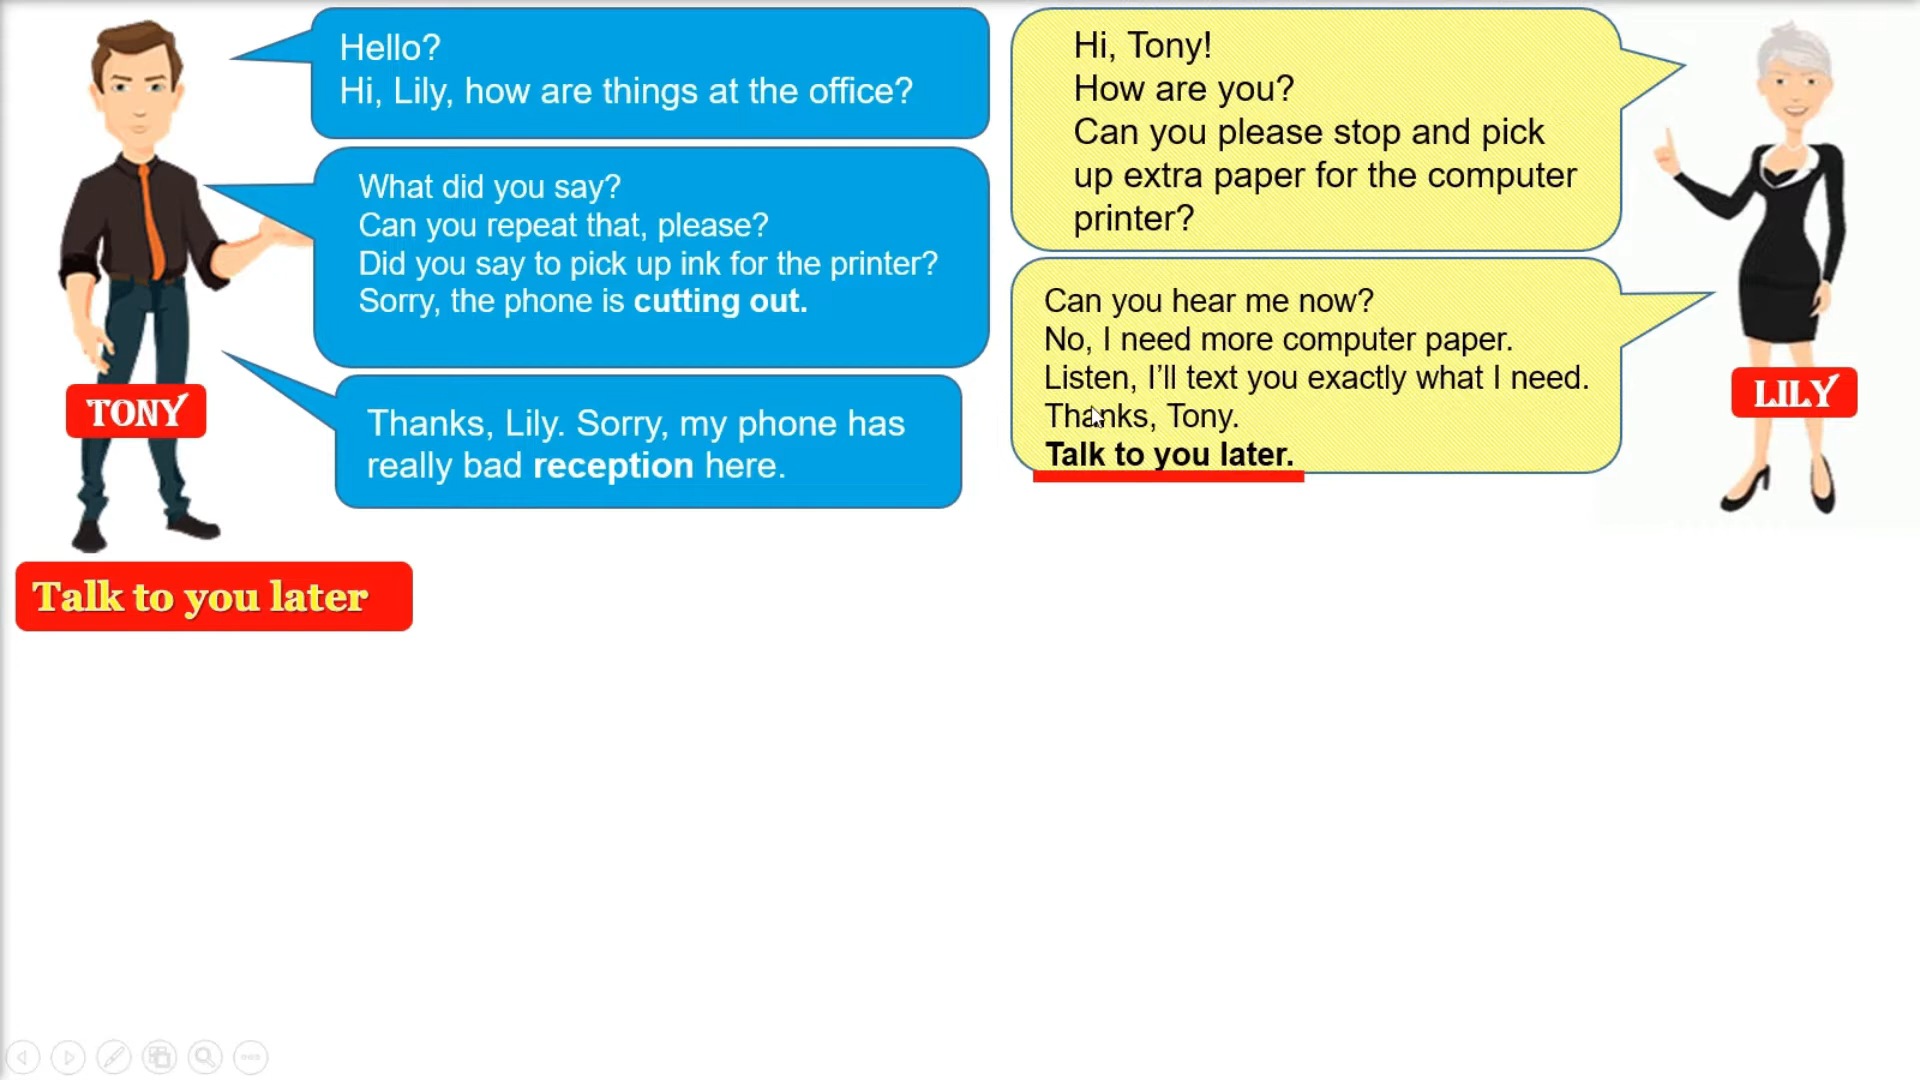 Hello?
Hi, Lily, how are things at the office?
Hi, Tony!
How are you?
Can you please stop and pick
up extra paper for the computer
printer?
What did you say?
Can you repeat that, please?
Did you say to pick up ink for the printer?
Sorry, the phone is cutting out.
Can you hear me now?
No, I need more computer paper.
Listen, I’ll text you exactly what I need.
Thanks, Tony.
Talk to you later.
Thanks, Lily. Sorry, my phone has
really bad reception here.
TONY
LILY
Talk to you later